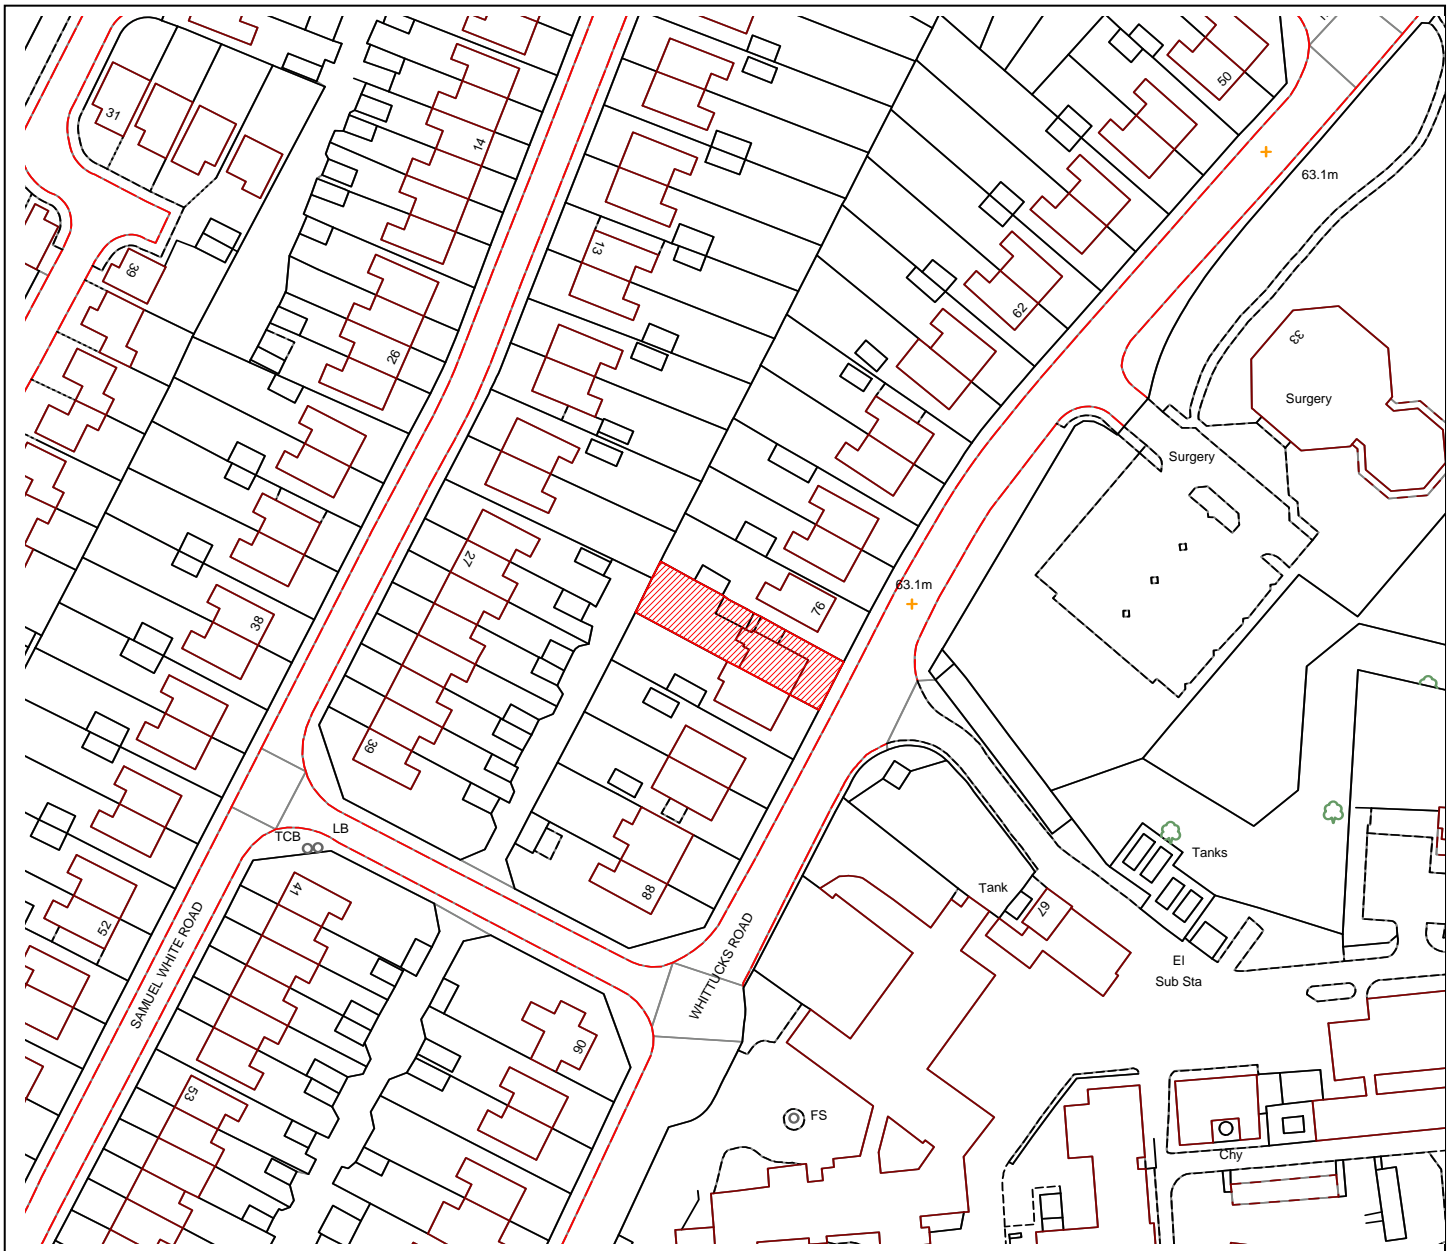 50
31
14
63.1m
13
39
62
33
26
Surgery
Surgery
27
63.1m
76
38
39
LB
TCB
Tanks
41
88
Tank
67
52
SAMUEL WHITE ROAD
WHITTUCKS ROAD
El
Sub Sta
90
53
FS
Chy